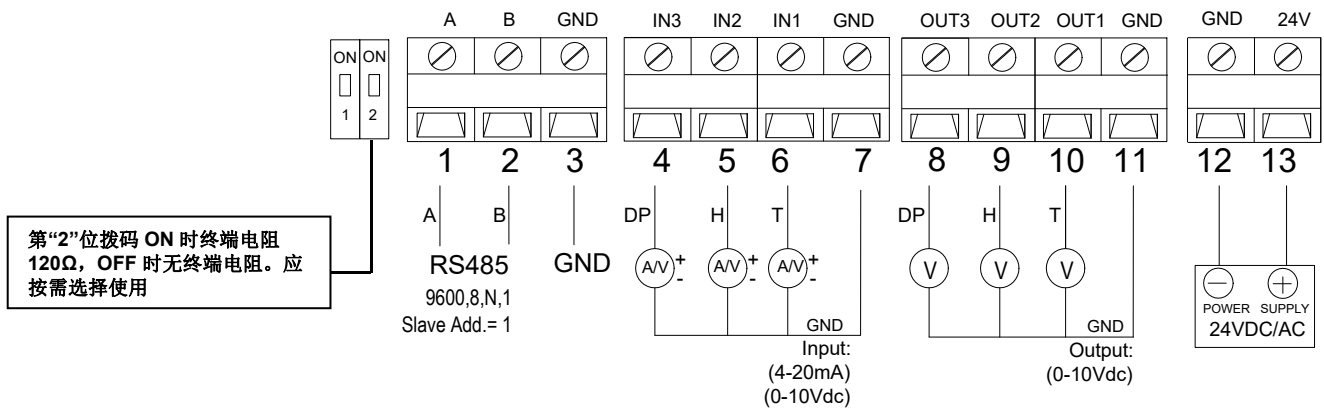 A B GND IN3 IN2 IN1 GND OUT3 OUT2 OUT1 GND GND 24V
ON ON
1 2
1 2 3 4 5 6 7 8 9 10 11 12 13
A B DP H T DP H T
第“2”位拨码 ON 时终端电阻
120Ω，OFF 时无终端电阻。应
按需选择使用
RS485 GND
A/V + - A/V + - A/V + - V V V
9600,8,N,1
Slave Add.= 1
POWER SUPPLY
24VDC/AC
GND
Input:
(4-20mA)
(0-10Vdc)
GND
Output:
(0-10Vdc)